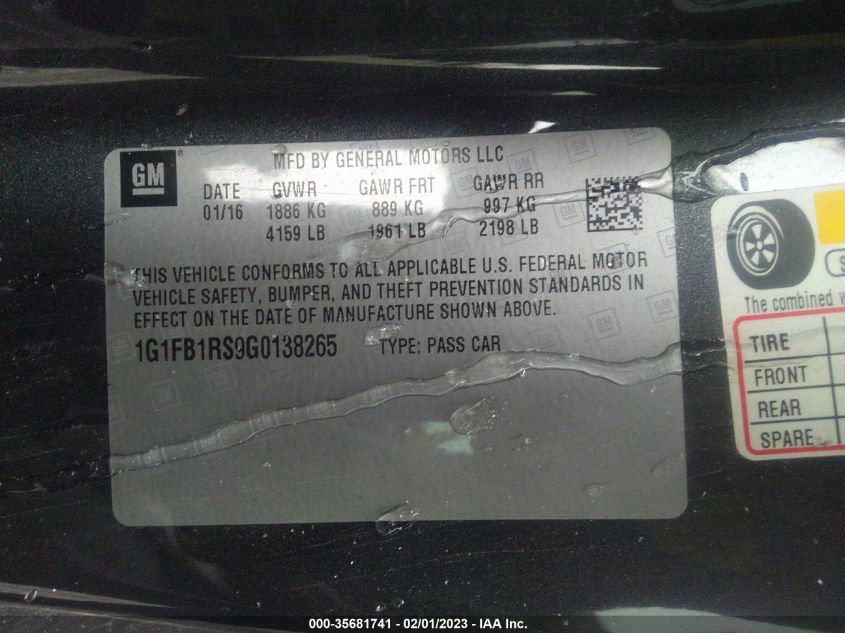 GM
MFD BY GENERAL MOTORS LLC
DATE GVWR GAWR FRT GAWR RR
01/16 1886 KG 889 KG 997 KG
4159 LB 1961 LB 2198 LB
THIS VEHICLE CONFORMS TO ALL APPLICABLE U.S. FEDERAL MOTOR
VEHICLE SAFETY, BUMPER, AND THEFT PREVENTION STANDARDS IN
EFFECT ON THE DATE OF MANUFACTURE SHOWN ABOVE.
1G1FB1RS9G0138265 TYPE: PASS CAR
The combined
TIRE
FRONT
REAR
SPARE
000-35681741 / 02/01/2023 - © IAA Inc.